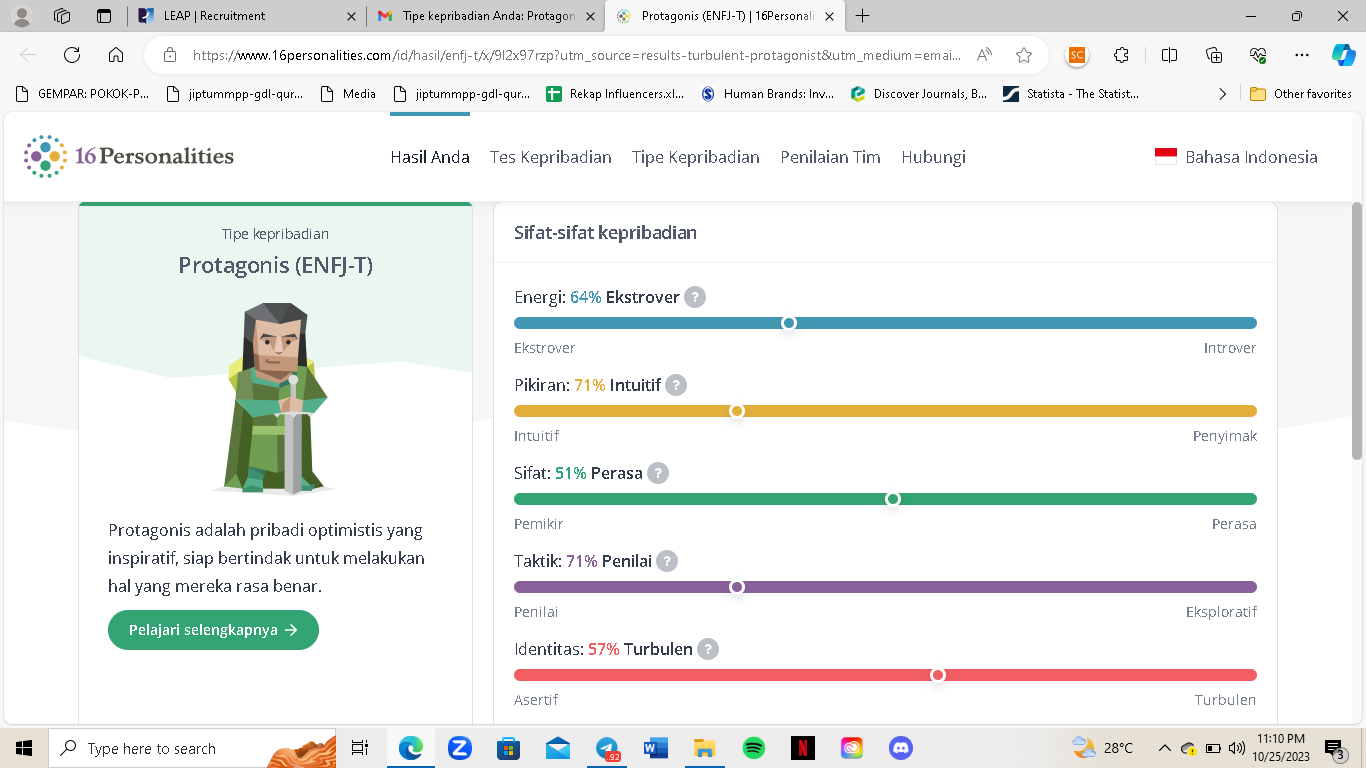 LEAP | Recruitment
Tipe kepribadian Anda: Protagon
Protagonis (ENFJ-T) | 16Personali
https://www.16personalities.com/id/hasil/enfj-t/x/9l2x97rzp?utm_source=results-turbulent-protagonist&utm_medium=emai...
SC
GEMPAR: POKOK-P...
jiptummpp-gdl-qur...
Media
jiptummpp-gdl-qur...
Rekap Influencers.xl...
Human Brands: Inv...
Discover Journals, B...
Statista - The Statist...
Other favorites
16Personalities
Hasil Anda
Tes Kepribadian
Tipe Kepribadian
Penilaian Tim
Hubungi
Bahasa Indonesia
Tipe kepribadian
Protagonis (ENFJ-T)
Protagonis adalah pribadi optimistis yang
inspiratif, siap bertindak untuk melakukan
hal yang mereka rasa benar.
Pelajari selengkapnya →
Sifat-sifat kepribadian
Energi: 64% Ekstrover ?
Ekstrover Introver
Pikiran: 71% Intuitif ?
Intuitif Penyimak
Sifat: 51% Perasa ?
Pemikir Perasa
Taktik: 71% Penilai ?
Penilai Eksploratif
Identitas: 57% Turbulen ?
Asertif Turbulen
Type here to search
.92
28°C
11:10 PM
10/25/2023
3